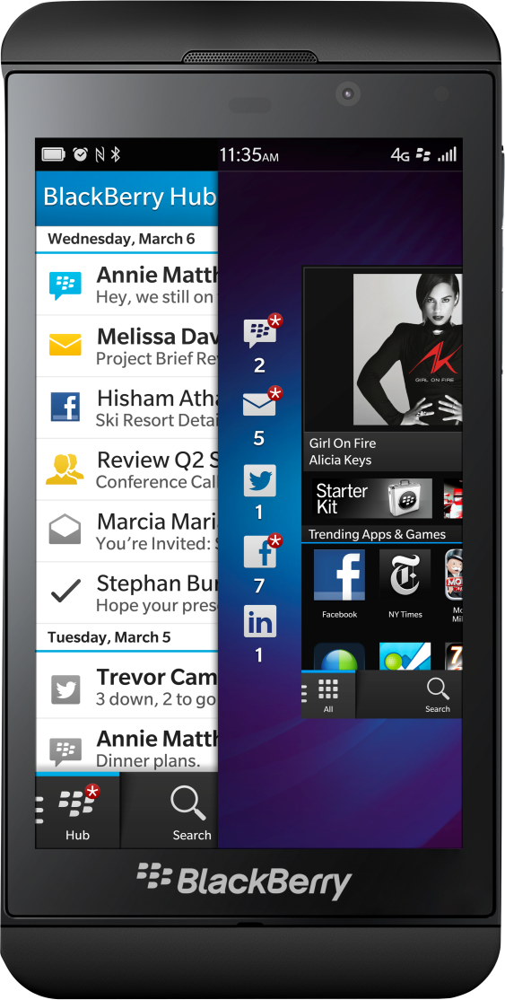 11:35AM
4G
BlackBerry Hub
Wednesday, March 6
Annie Matth
Hey, we still on
Melissa Dav
Project Brief Re
Hisham Atha
Ski Resort Detai
Review Q2 S
Conference Cal
Marcia Mari
You're Invited: S
Stephan Bur
Hope your prese
Tuesday, March 5
Trevor Cam
3 down, 2 to go
Annie Matth
Dinner plans.
Hub
Search
2
5
1
7
in
1
GIRL ON FIRE
Girl On Fire
Alicia Keys
Starter
Kit
Trending Apps & Games
Facebook
NY Times
Mo
Mil
All
Search
BlackBerry